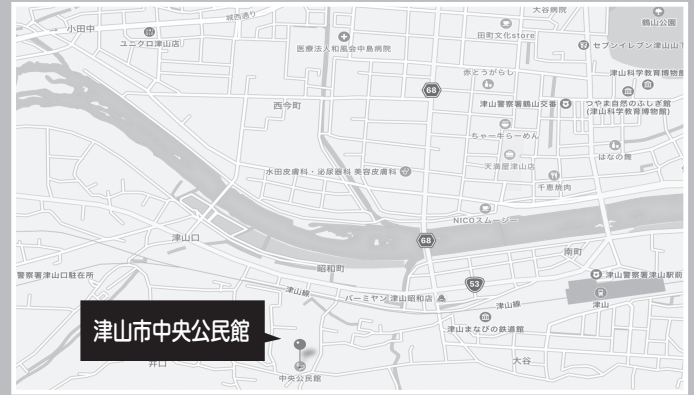 大谷病院
城西通り
小田中
鶴山公園
ユニクロ津山店
田町文化store
医療法人和風会中島病院
セブンイレブン津山山下
赤とうがらし
津山科学教育博物館
68
西今町
津山警察署鶴山交番
つやま自然のふしぎ館
(津山科学教育博物館)
ちゃー牛らーめん
はなの舞
天満屋津山店
水田皮膚科・泌尿器科 美容皮膚科
千恵焼肉
NICOスムージー
津山口
68
南町
昭和町
警察署津山口駐在所
津山警察署津山駅前
53
津山線
バーミヤン 津山昭和店
津山線
津山
津山まなびの鉄道館
津山市中央公民館
大谷
井口
中央公民館